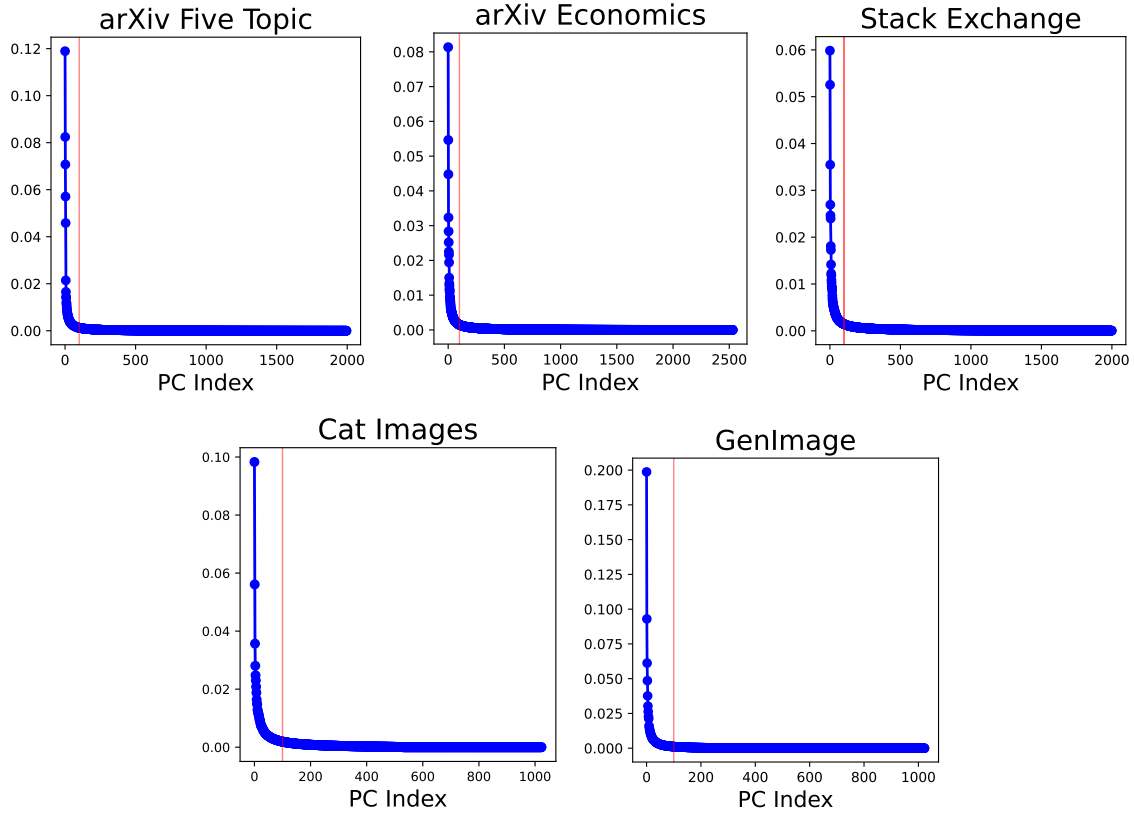 arXiv Five Topic
0.12
0.10
0.08
0.06
0.04
0.02
0.00
0 500 1000 1500 2000
PC Index
arXiv Economics
0.08
0.07
0.06
0.05
0.04
0.03
0.02
0.01
0.00
0 500 1000 1500 2000 2500
PC Index
Stack Exchange
0.06
0.05
0.04
0.03
0.02
0.01
0.00
0 500 1000 1500 2000
PC Index
Cat Images
0.10
0.08
0.06
0.04
0.02
0.00
0 200 400 600 800 1000
PC Index
GenImage
0.200
0.175
0.150
0.125
0.100
0.075
0.050
0.025
0.000
0 200 400 600 800 1000
PC Index